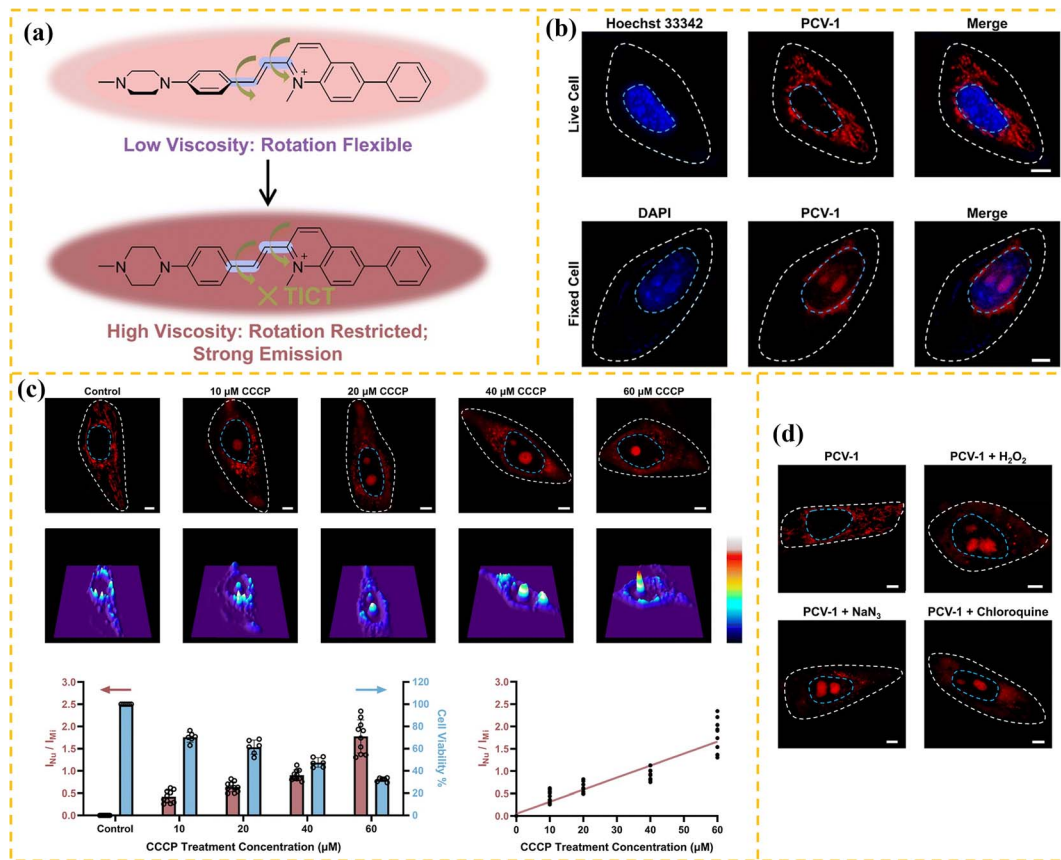 (a)
N
N
N
+
Low Viscosity: Rotation Flexible
N
N
N
+
× TICT
High Viscosity: Rotation Restricted;
Strong Emission
(b)
Hoechst 33342 PCV-1 Merge
Live Cell
DAPI PCV-1 Merge
Fixed Cell
(c)
Control 10 μM CCCP 20 μM CCCP 40 μM CCCP 60 μM CCCP
I_Nu / I_Mi
3.0
2.5
2.0
1.5
1.0
0.5
0.0
120
100
80
60
40
20
0
Cell Viability %
Control 10 20 40 60
CCCP Treatment Concentration (μM)
I_Nu / I_Mi
3.0
2.5
2.0
1.5
1.0
0.5
0.0
0 10 20 30 40 50 60
CCCP Treatment Concentration (μM)
(d)
PCV-1 PCV-1 + H₂O₂
PCV-1 + NaN₃ PCV-1 + Chloroquine